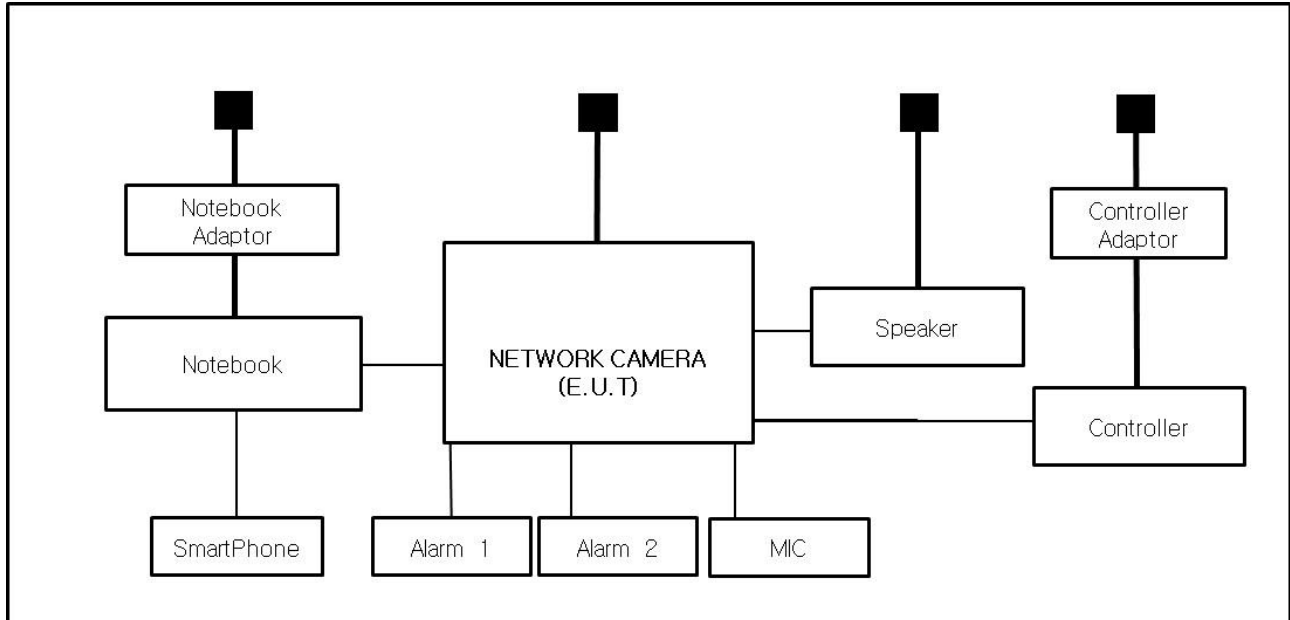 Notebook
Adaptor
Controller
Adaptor
Speaker
NETWORK CAMERA
(E.U.T)
Notebook
Controller
SmartPhone
Alarm 1
Alarm 2
MIC